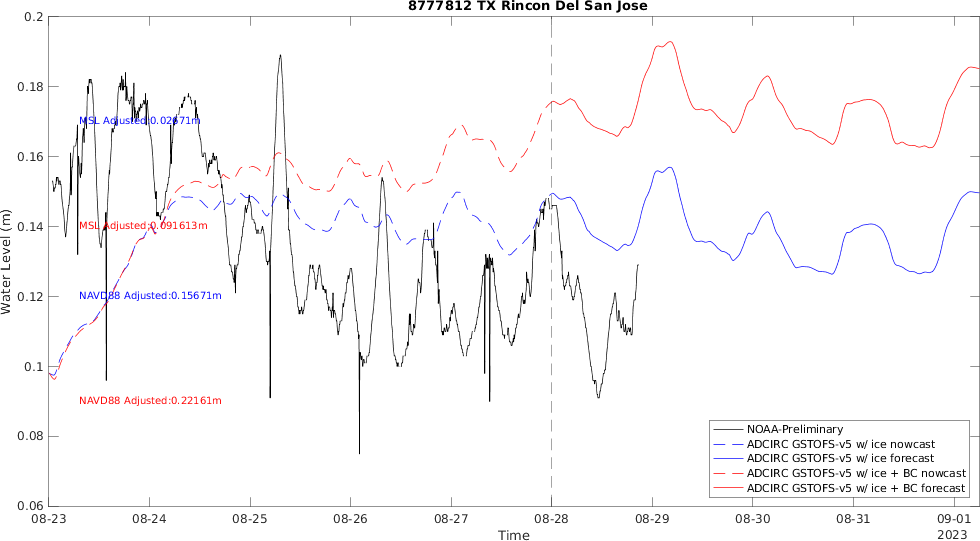 8777812 TX Rincon Del San Jose
0.2
0.18
0.16
0.14
0.12
0.1
0.08
0.06
Water Level (m)
MSL Adjusted:0.02671m
MSL Adjusted:0.091613m
NAVD88 Adjusted:0.15671m
NAVD88 Adjusted:0.22161m
NOAA-Preliminary
ADCIRC GSTOFS-v5 w/ ice nowcast
ADCIRC GSTOFS-v5 w/ ice forecast
ADCIRC GSTOFS-v5 w/ ice + BC nowcast
ADCIRC GSTOFS-v5 w/ ice + BC forecast
08-23 08-24 08-25 08-26 08-27 08-28 08-29 08-30 08-31 09-01
2023
Time